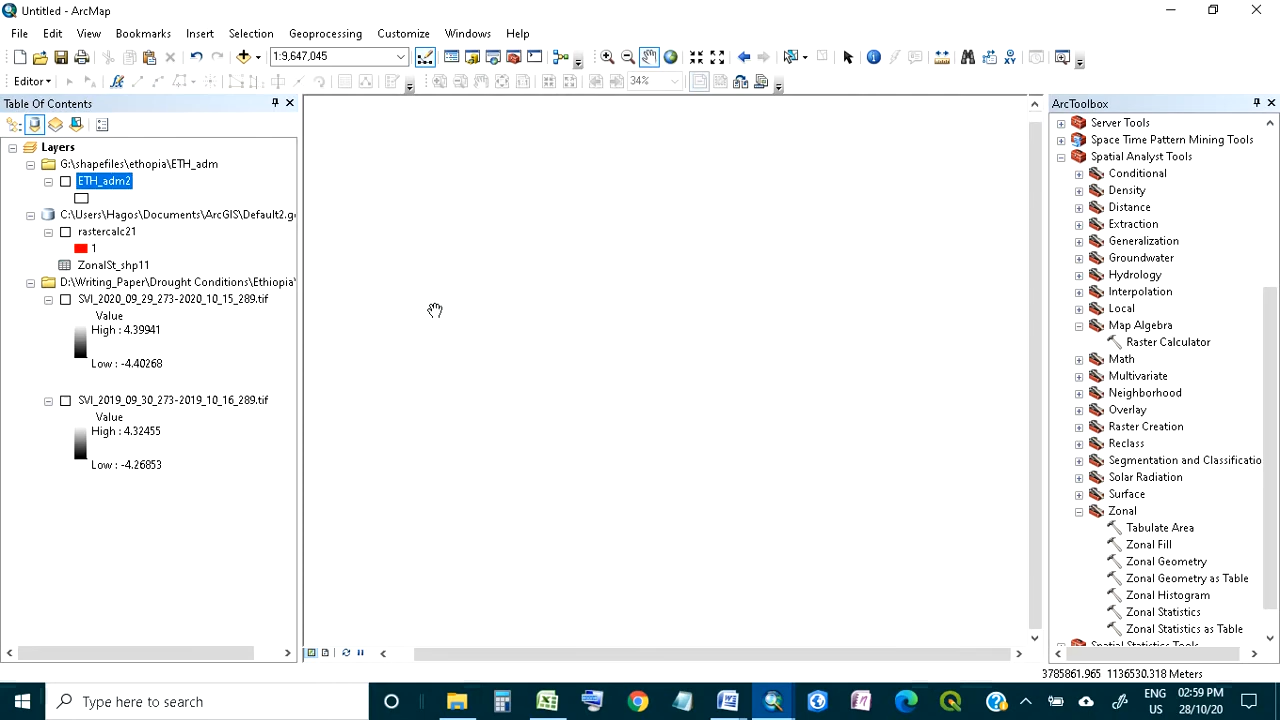 Untitled - ArcMap
File Edit View Bookmarks Insert Selection Geoprocessing Customize Windows Help
1:9,647,045
Editor
34%
Table Of Contents
Layers
G:\shapefiles\ethopia\ETH_adm
ETH_adm2
C:\Users\Hagos\Documents\ArcGIS\Default2.g
rastercalc21
1
ZonalSt_shp11
D:\Writing_Paper\Drought Conditions\Ethiopia\
SVI_2020_09_29_273-2020_10_15_289.tif
Value
High : 4.39941
Low : -4.40268
SVI_2019_09_30_273-2019_10_16_289.tif
Value
High : 4.32455
Low : -4.26853
ArcToolbox
Server Tools
Space Time Pattern Mining Tools
Spatial Analyst Tools
Conditional
Density
Distance
Extraction
Generalization
Groundwater
Hydrology
Interpolation
Local
Map Algebra
Raster Calculator
Math
Multivariate
Neighborhood
Overlay
Raster Creation
Reclass
Segmentation and Classificatio
Solar Radiation
Surface
Zonal
Tabulate Area
Zonal Fill
Zonal Geometry
Zonal Geometry as Table
Zonal Histogram
Zonal Statistics
Zonal Statistics as Table
Spatial Statistics Tools
3785861.965 1136530.318 Meters
Type here to search
ENG
US
02:59 PM
28/10/20